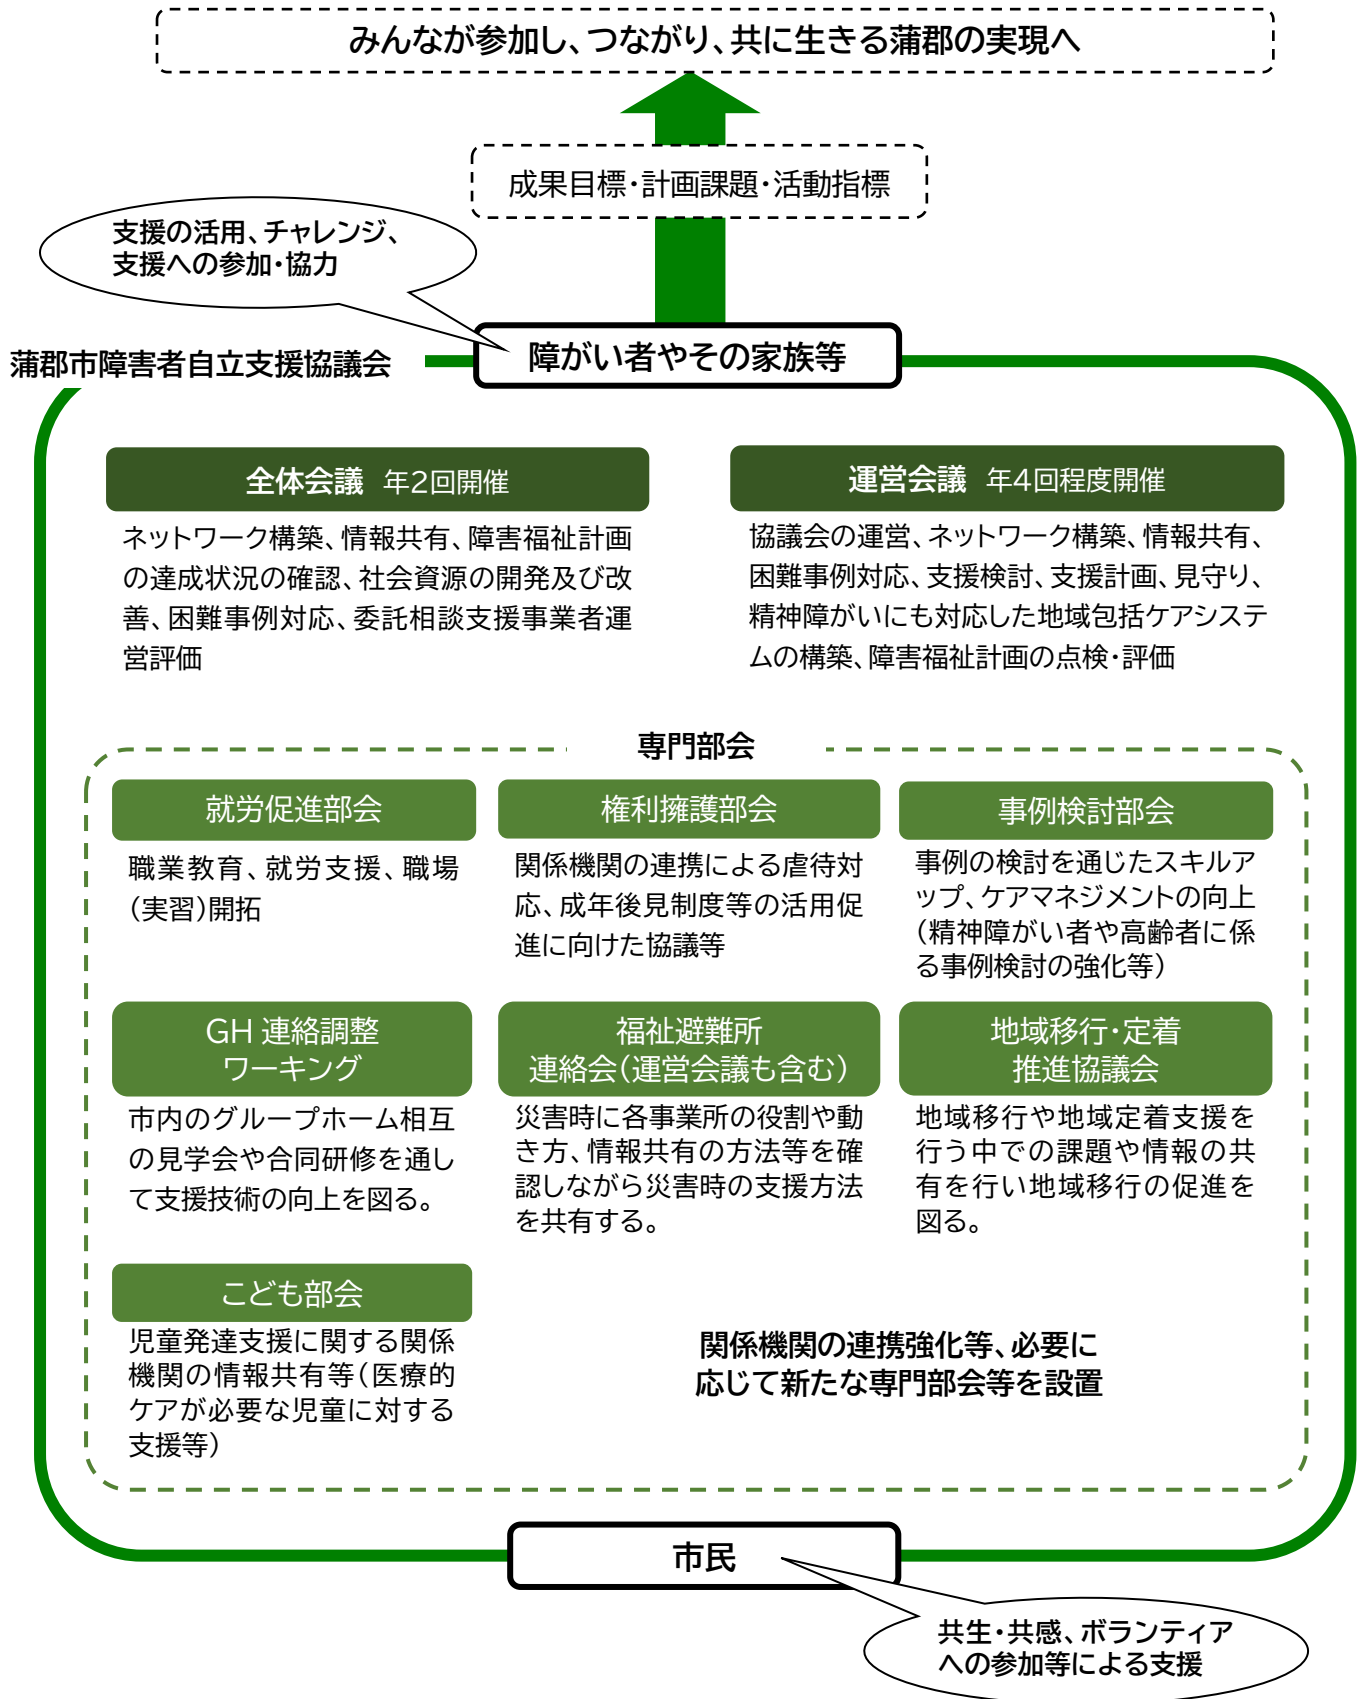 みんなが参加し、つながり、共に生きる蒲郡の実現へ
成果目標・計画課題・活動指標
支援の活用、チャレンジ、
支援への参加・協力
障がい者やその家族等
蒲郡市障害者自立支援協議会
全体会議 年2回開催
ネットワーク構築、情報共有、障害福祉計画
の達成状況の確認、社会資源の開発及び改
善、困難事例対応、委託相談支援事業者運
営評価
運営会議 年4回程度開催
協議会の運営、ネットワーク構築、情報共有、
困難事例対応、支援検討、支援計画、見守り、
精神障がいにも対応した地域包括ケアシステ
ムの構築、障害福祉計画の点検・評価
専門部会
就労促進部会
職業教育、就労支援、職場
(実習)開拓
権利擁護部会
関係機関の連携による虐待対
応、成年後見制度等の活用促
進に向けた協議等
事例検討部会
事例の検討を通じたスキルア
ップ、ケアマネジメントの向上
(精神障がい者や高齢者に係
る事例検討の強化等)
GH 連絡調整
ワーキング
市内のグループホーム相互
の見学会や合同研修を通し
て支援技術の向上を図る。
福祉避難所
連絡会(運営会議も含む)
災害時に各事業所の役割や動
き方、情報共有の方法等を確
認しながら災害時の支援方法
を共有する。
地域移行・定着
推進協議会
地域移行や地域定着支援を
行う中での課題や情報の共
有を行い地域移行の促進を
図る。
こども部会
児童発達支援に関する関係
機関の情報共有等(医療的
ケアが必要な児童に対する
支援等)
関係機関の連携強化等、必要に
応じて新たな専門部会等を設置
市民
共生・共感、ボランティア
への参加等による支援